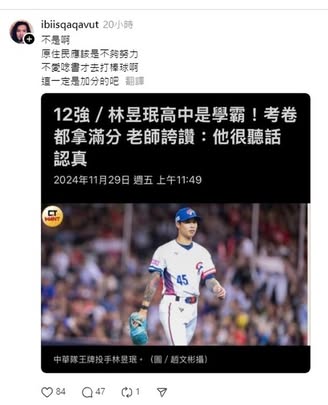 ibiisqaqavut 20小時
不是啊
原住民應該是不夠努力
不愛唸書才去打棒球啊
這一定是加分的吧 翻譯
12強／林昱珉高中是學霸！考卷
都拿滿分 老師誇讚：他很聽話
認真
2024年11月29日 週五 上午11:49
CT
WANT
45
中華隊王牌投手林昱珉。（圖／趙文彬攝）
84 47 1